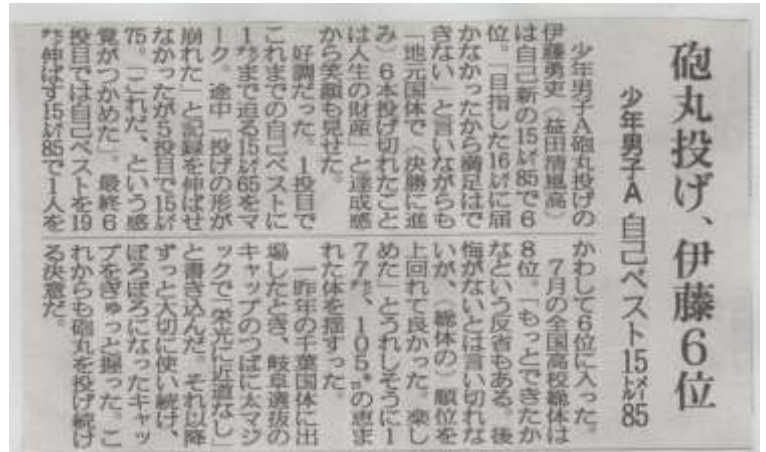 砲丸投げ、伊藤6位
少年男子A 自己ベスト15㍍85
少年男子A砲丸投げの
伊藤勇吏(益田清風高)
は自己新の15㍍85で6
位。「目指した16㍍に届
かなかったから満足はで
きない」と言いながらも
「地元国体で(決勝に進
み)6本投げ切れたこと
は人生の財産」と達成感
から笑顔も見せた。
好調だった。1投目で
これまでの自己ベストに
1㌢まで迫る15㍍65をマ
ーク。途中「投げの形が
崩れた」と記録を伸ばせ
なかったが5投目で15㍍
75。「これだ、という感
覚がつかめた」。最終6
投目では自己ベストを19
㌢伸ばす15㍍85で1人を
かわして6位に入った。
7月の全国高校総体は
8位。「もっとできたか
なという反省もある。後
悔がないとは言い切れな
いが、(総体の)順位を
上回れて良かった。楽し
めた」とうれしそうに1
77㌢、105㌔の恵ま
れた体を揺すった。
一昨年の千葉国体に出
場したとき、岐阜選抜の
キャップのつばに太マジ
ックで「栄光に近道なし」
と書き込んだ。それ以降
ずっと大切に使い続け、
ぼろぼろになったキャッ
プをぎゅっと握った。こ
れからも砲丸を投げ続け
る決意だ。